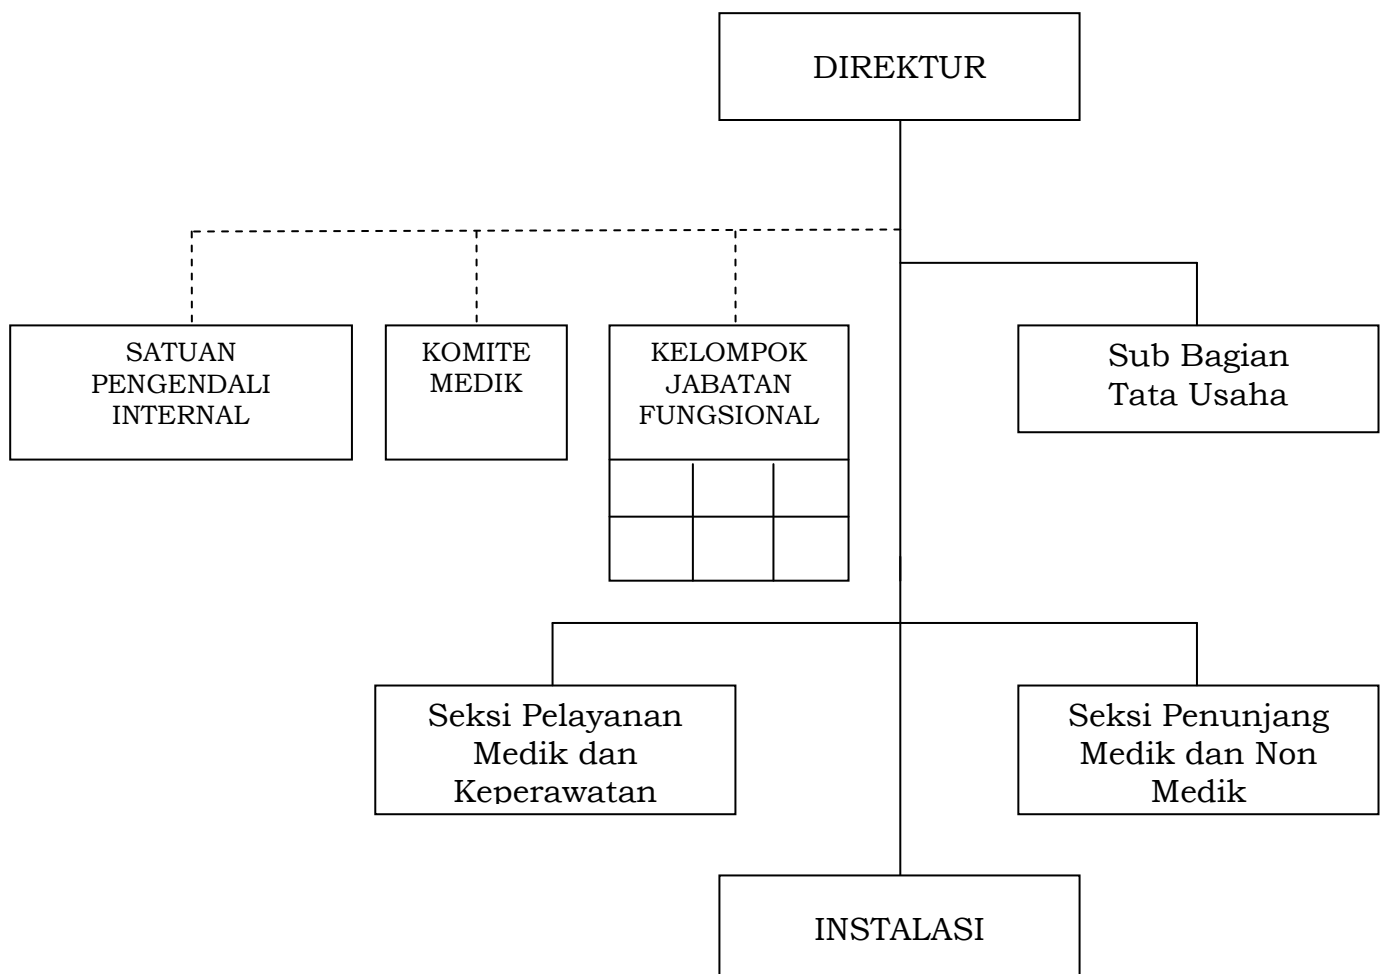 DIREKTUR
SATUAN
PENGENDALI
INTERNAL
KOMITE
MEDIK
KELOMPOK
JABATAN
FUNGSIONAL
Sub Bagian
Tata Usaha
Seksi Pelayanan
Medik dan
Keperawatan
Seksi Penunjang
Medik dan Non
Medik
INSTALASI